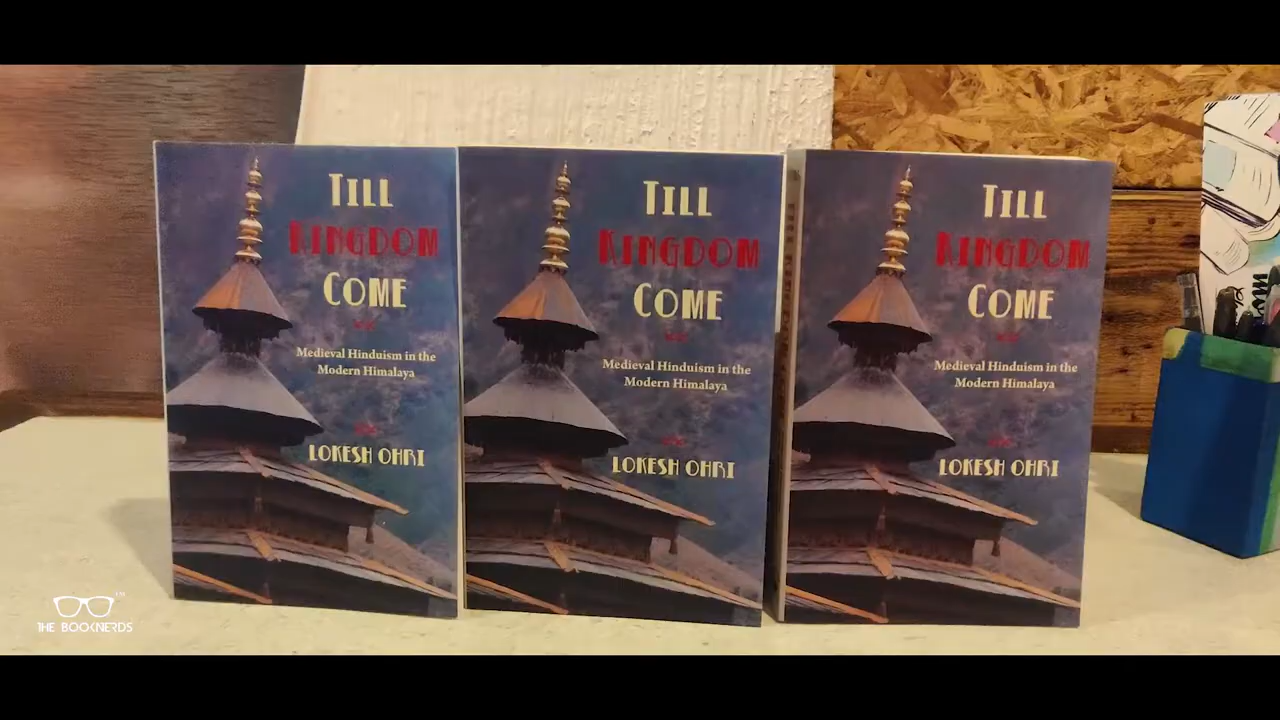 TILL
KINGDOM
COME
Medieval Hinduism in the
Modern Himalaya
LOKESH OHRI
TILL
KINGDOM
COME
Medieval Hinduism in the
Modern Himalaya
LOKESH OHRI
TILL
KINGDOM
COME
Medieval Hinduism in the
Modern Himalaya
LOKESH OHRI
THE BOOKNERDS
TM